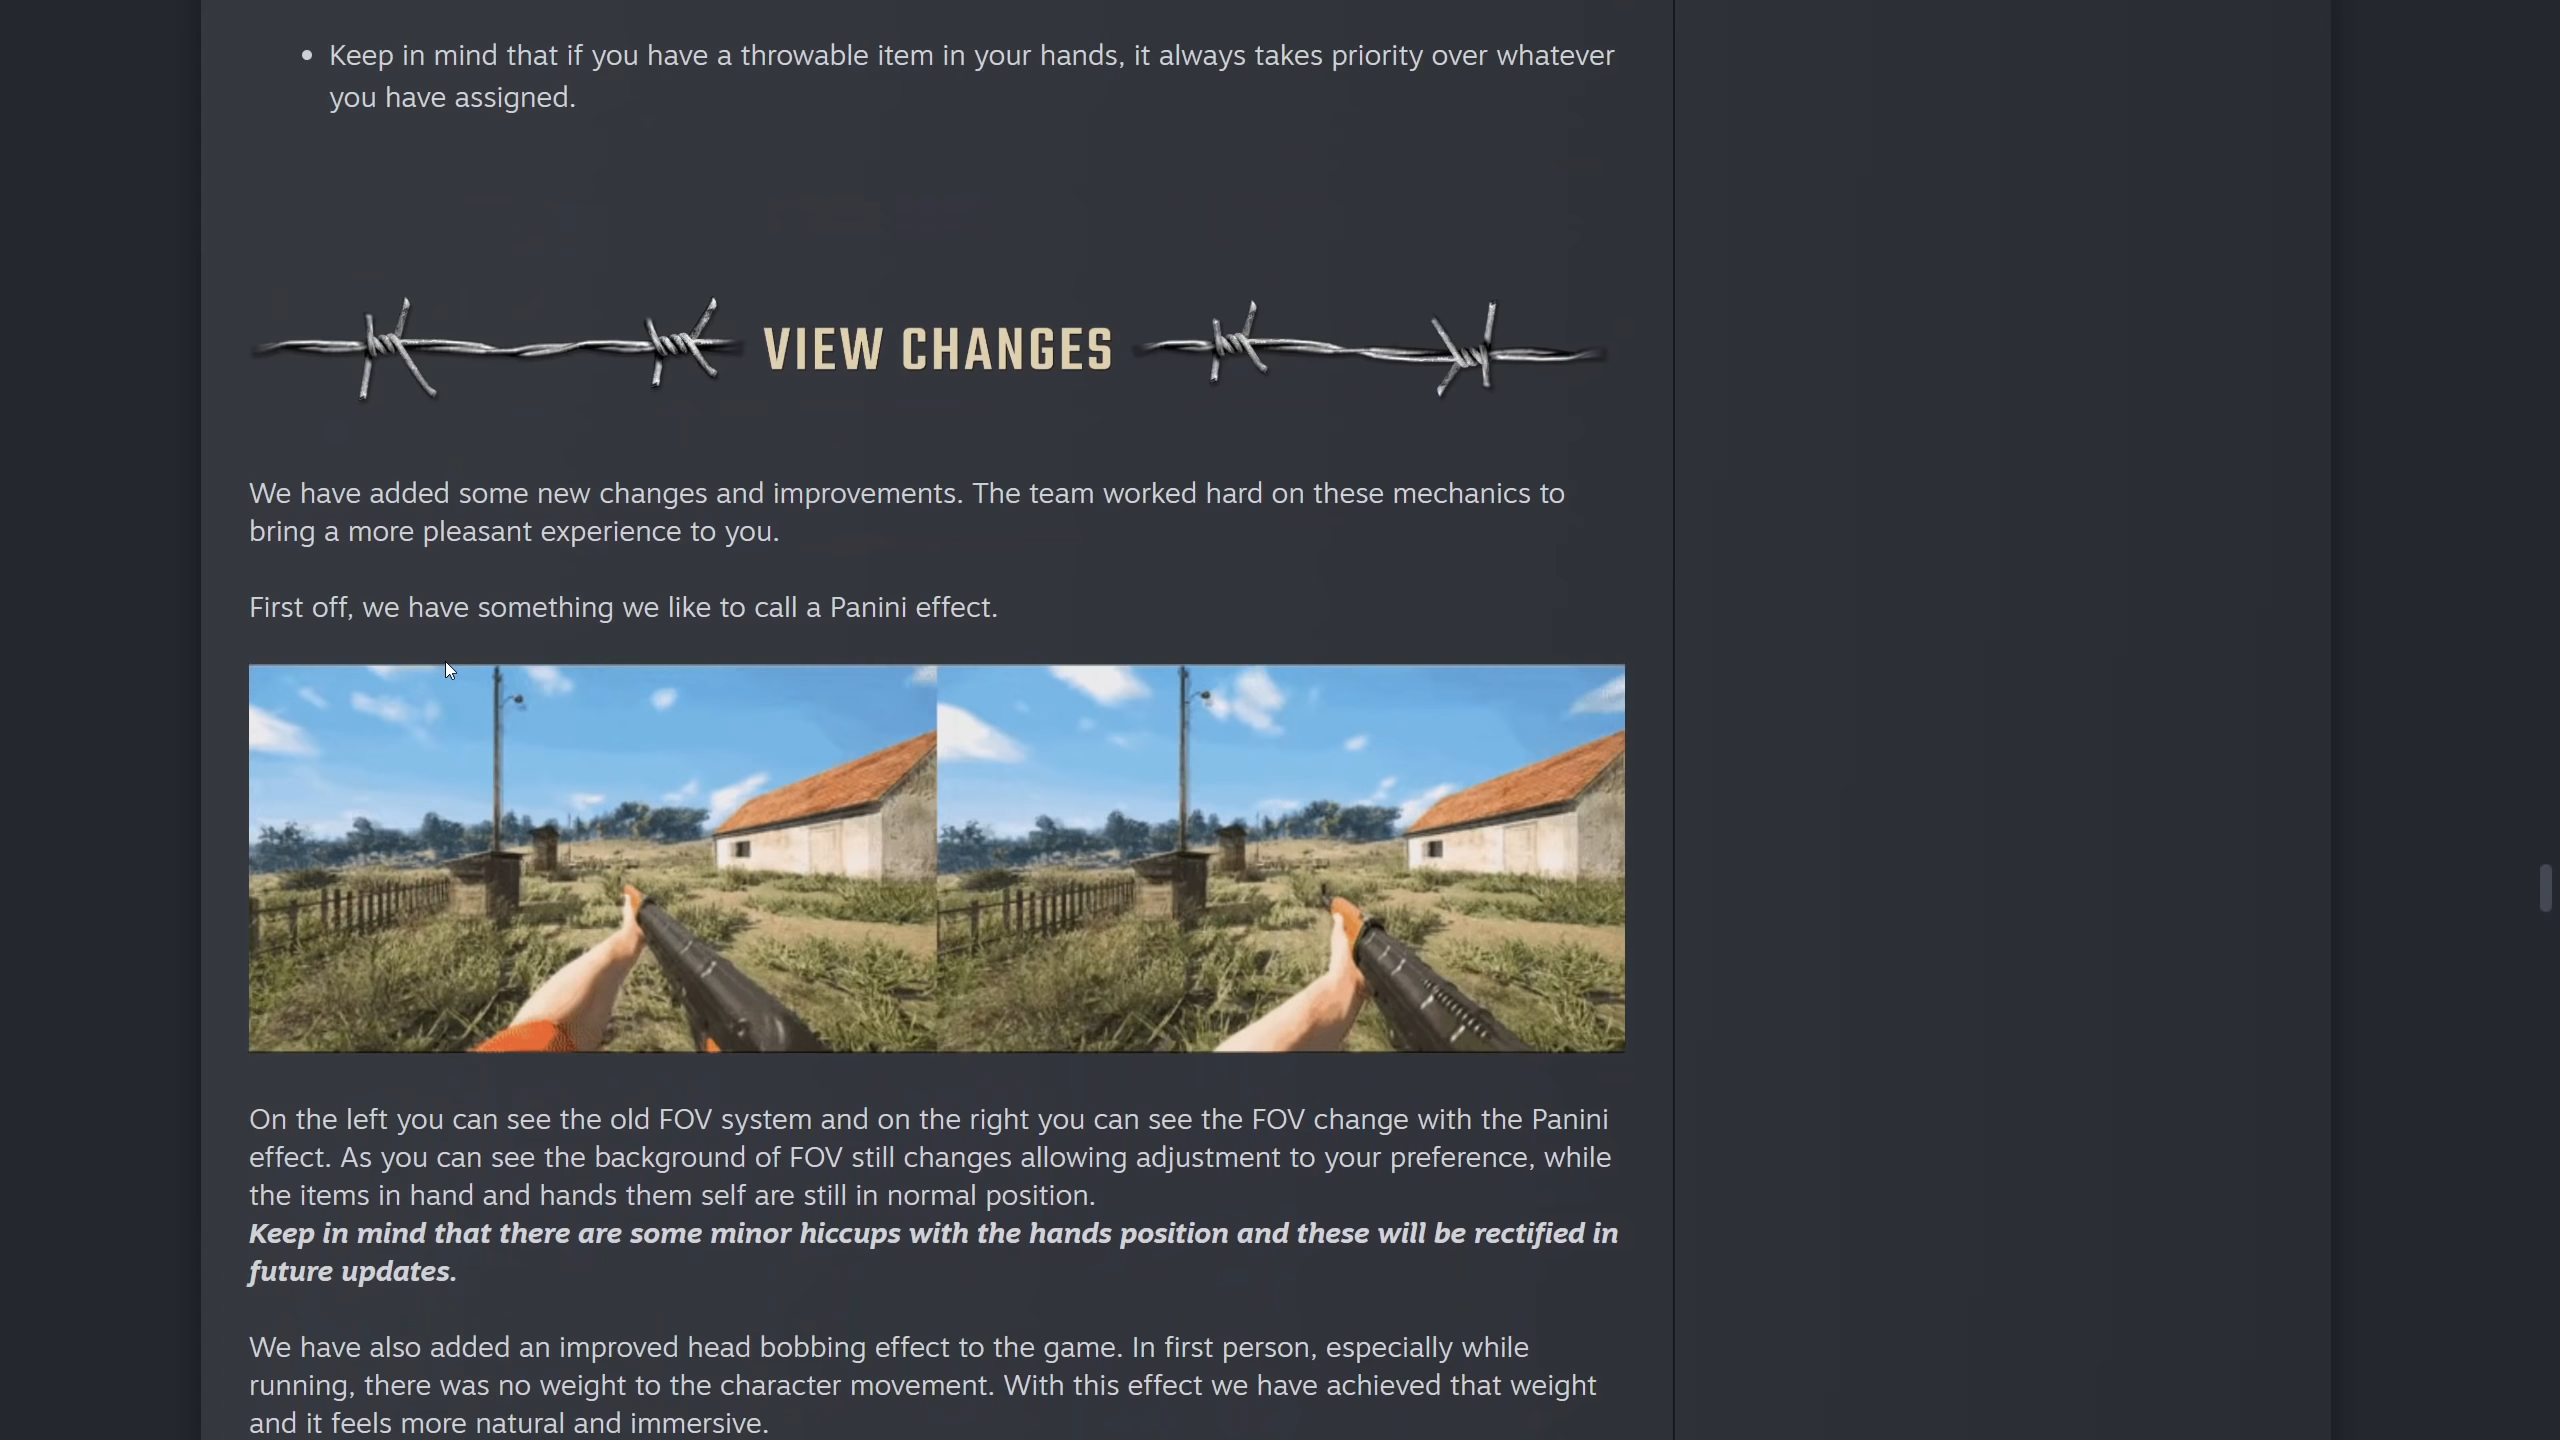 Keep in mind that if you have a throwable item in your hands, it always takes priority over whatever
you have assigned.
VIEW CHANGES
We have added some new changes and improvements. The team worked hard on these mechanics to
bring a more pleasant experience to you.
First off, we have something we like to call a Panini effect.
On the left you can see the old FOV system and on the right you can see the FOV change with the Panini
effect. As you can see the background of FOV still changes allowing adjustment to your preference, while
the items in hand and hands them self are still in normal position.
Keep in mind that there are some minor hiccups with the hands position and these will be rectified in
future updates.
We have also added an improved head bobbing effect to the game. In first person, especially while
running, there was no weight to the character movement. With this effect we have achieved that weight
and it feels more natural and immersive.